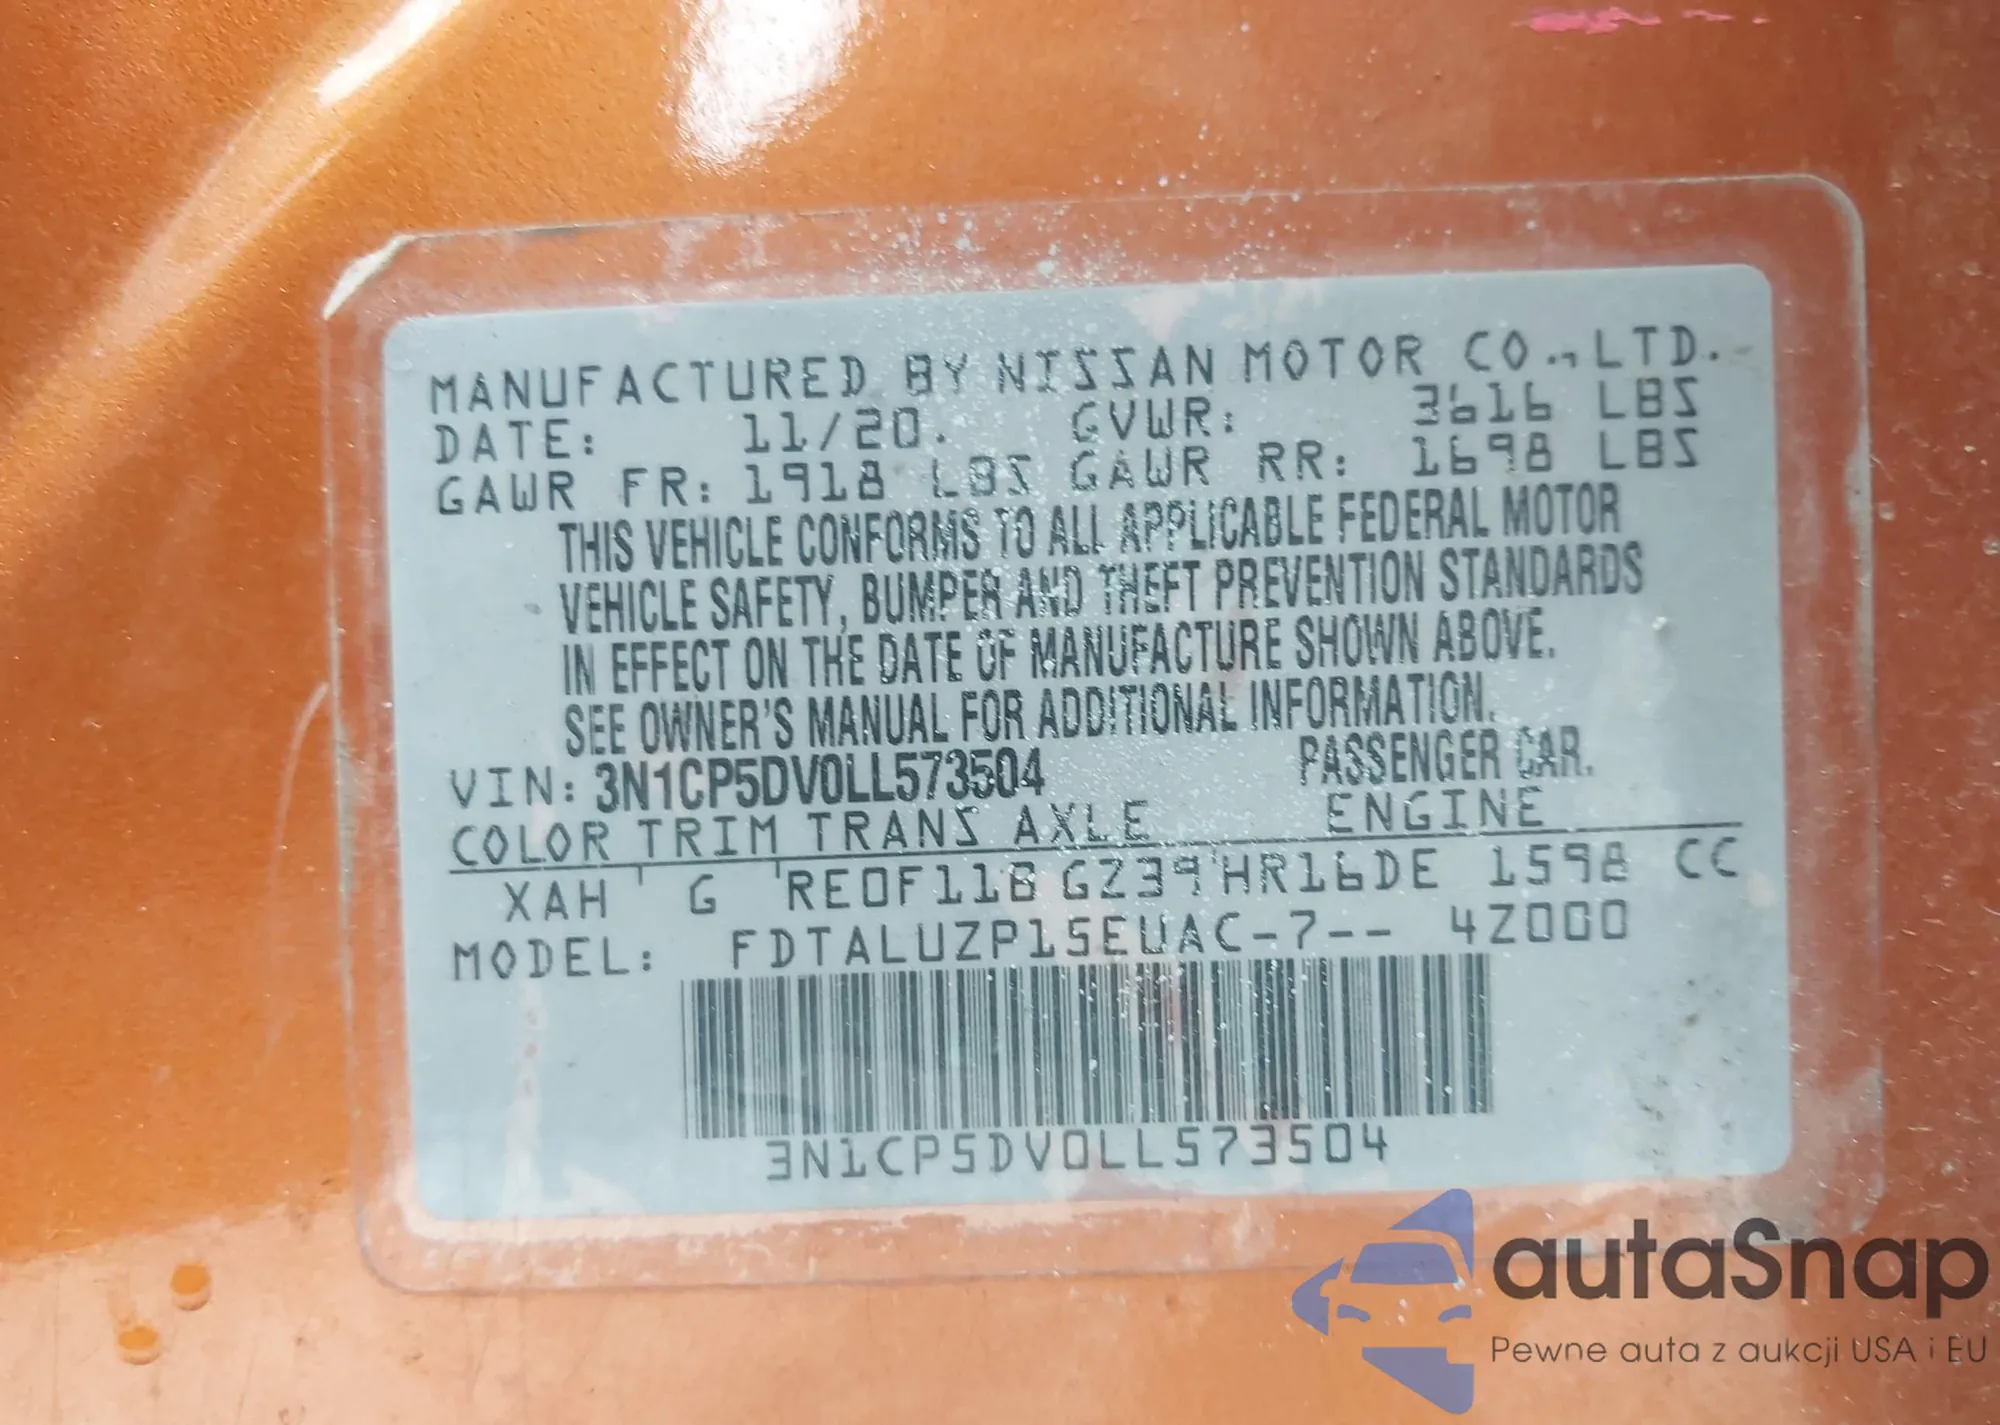 MANUFACTURED BY NISSAN MOTOR CO.,LTD.
DATE: 11/20. GVWR: 3616 LBS
GAWR FR: 1918 LBS GAWR RR: 1698 LBS
THIS VEHICLE CONFORMS TO ALL APPLICABLE FEDERAL MOTOR
VEHICLE SAFETY, BUMPER AND THEFT PREVENTION STANDARDS
IN EFFECT ON THE DATE OF MANUFACTURE SHOWN ABOVE.
SEE OWNER'S MANUAL FOR ADDITIONAL INFORMATION.
VIN: 3N1CP5DV0LL573504 PASSENGER CAR.
COLOR TRIM TRANS AXLE ENGINE
XAH G RE0F11B GZ39 HR16DE 1598 CC
MODEL: FDTALUZP15EUAC-7-- 4Z000
3N1CP5DV0LL573504
autaSnap
Pewne auta z aukcji USA i EU